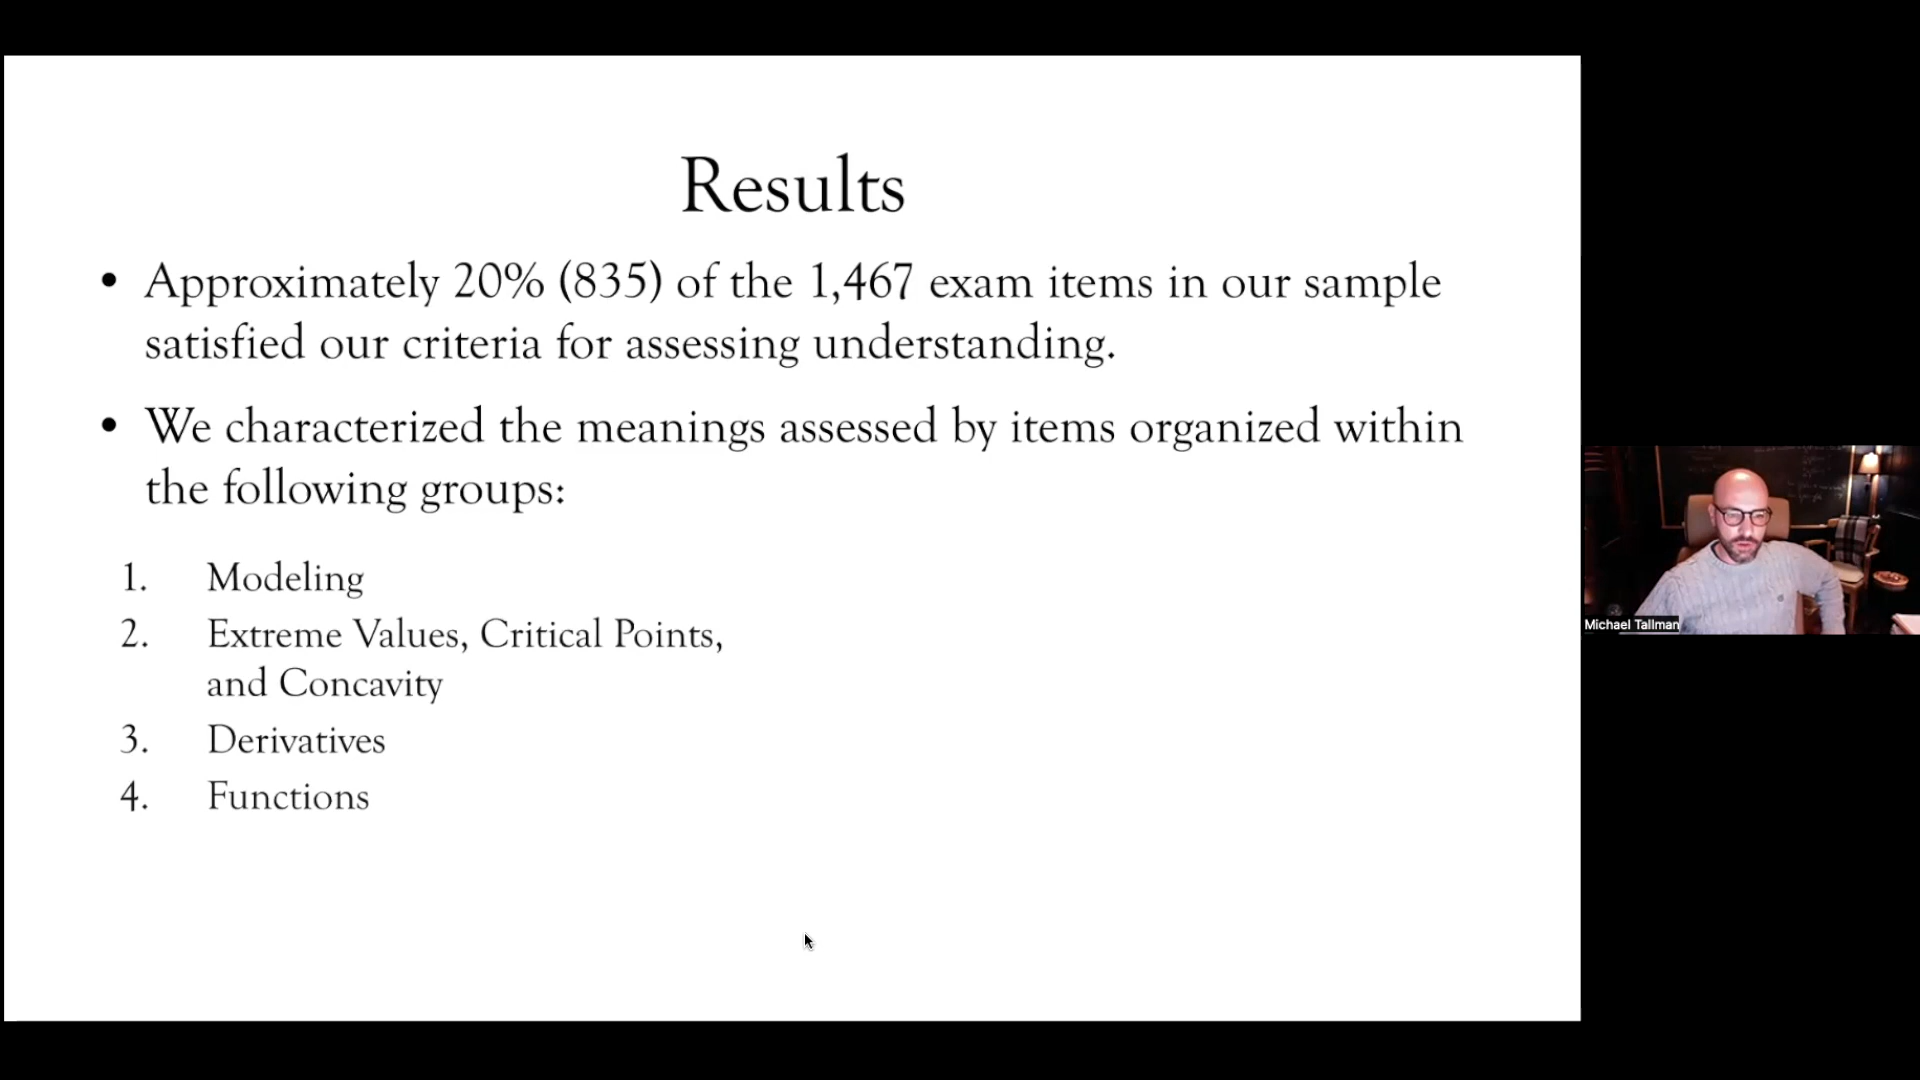 Results
• Approximately 20% (835) of the 1,467 exam items in our sample
satisfied our criteria for assessing understanding.
• We characterized the meanings assessed by items organized within
the following groups:
1. Modeling
2. Extreme Values, Critical Points,
and Concavity
3. Derivatives
4. Functions
Michael Tallman